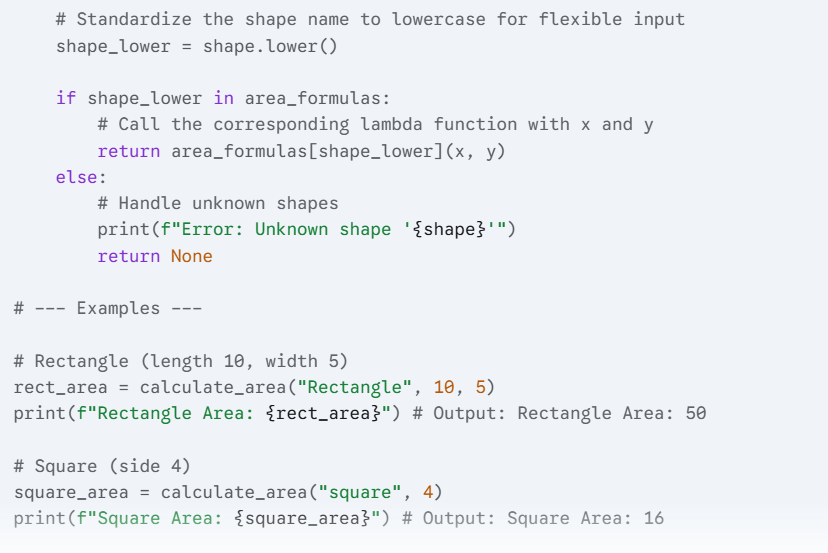 # Standardize the shape name to lowercase for flexible input
    shape_lower = shape.lower()

    if shape_lower in area_formulas:
        # Call the corresponding lambda function with x and y
        return area_formulas[shape_lower](x, y)
    else:
        # Handle unknown shapes
        print(f"Error: Unknown shape '{shape}'")
        return None

# --- Examples ---

# Rectangle (length 10, width 5)
rect_area = calculate_area("Rectangle", 10, 5)
print(f"Rectangle Area: {rect_area}") # Output: Rectangle Area: 50

# Square (side 4)
square_area = calculate_area("square", 4)
print(f"Square Area: {square_area}") # Output: Square Area: 16